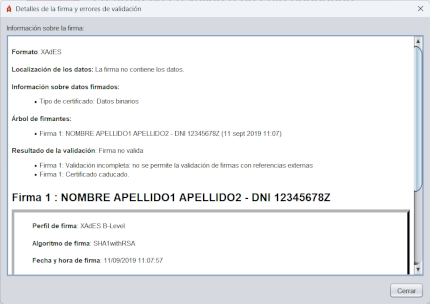 Detalles de la firma y errores de validación
Información sobre la firma:
Formato: XAdES
Localización de los datos: La firma no contiene los datos.
Información sobre datos firmados:
Tipo de certificado: Datos binarios
Árbol de firmantes:
Firma 1: NOMBRE APELLIDO1 APELLIDO2 - DNI 12345678Z (11 sept 2019 11:07)
Resultado de la validación: Firma no valida
Firma 1: Validación incompleta: no se permite la validación de firmas con referencias externas
Firma 1: Certificado caducado.
Firma 1 : NOMBRE APELLIDO1 APELLIDO2 - DNI 12345678Z
Perfil de firma: XAdES B-Level
Algoritmo de firma: SHA1withRSA
Fecha y hora de firma: 11/09/2019 11:07:57
Cerrar